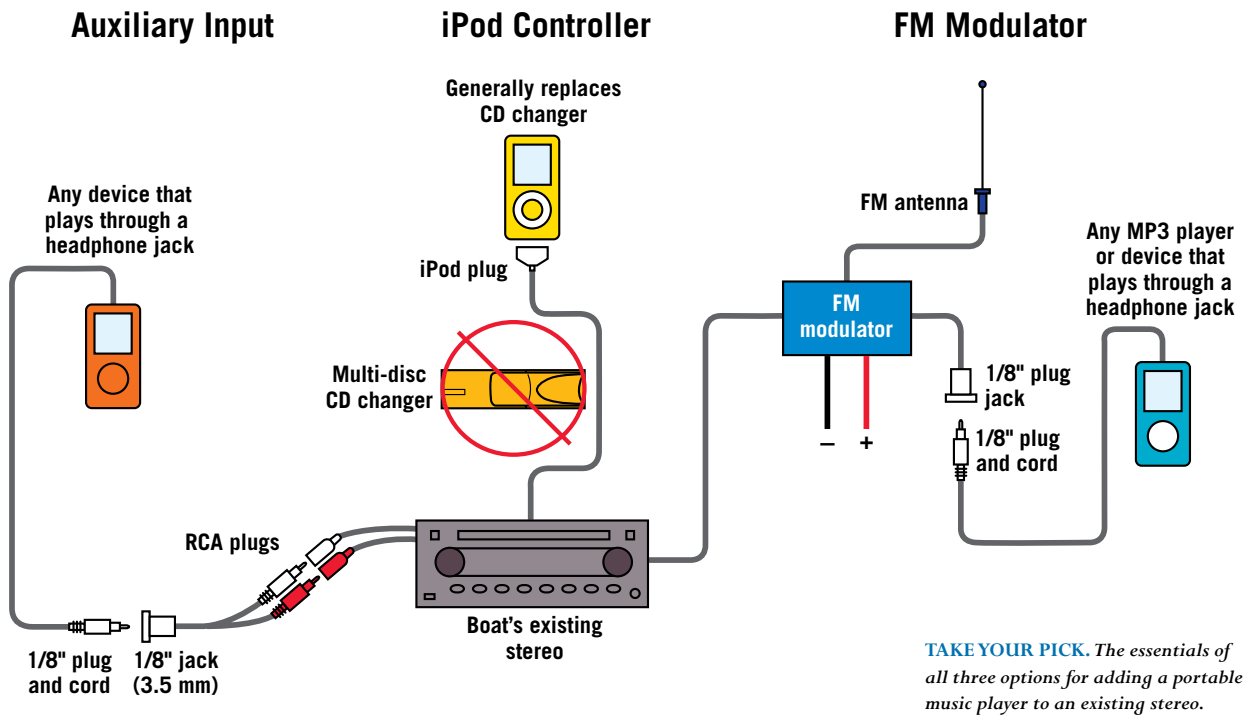 Auxiliary Input
iPod Controller
FM Modulator
Any device that
plays through a
headphone jack
RCA plugs
1/8" plug
and cord
1/8" jack
(3.5 mm)
Generally replaces
CD changer
iPod plug
Multi-disc
CD changer
Boat's existing
stereo
FM antenna
FM
modulator
–
+
1/8" plug
jack
1/8" plug
and cord
Any MP3 player
or device that
plays through a
headphone jack
TAKE YOUR PICK. The essentials of
all three options for adding a portable
music player to an existing stereo.